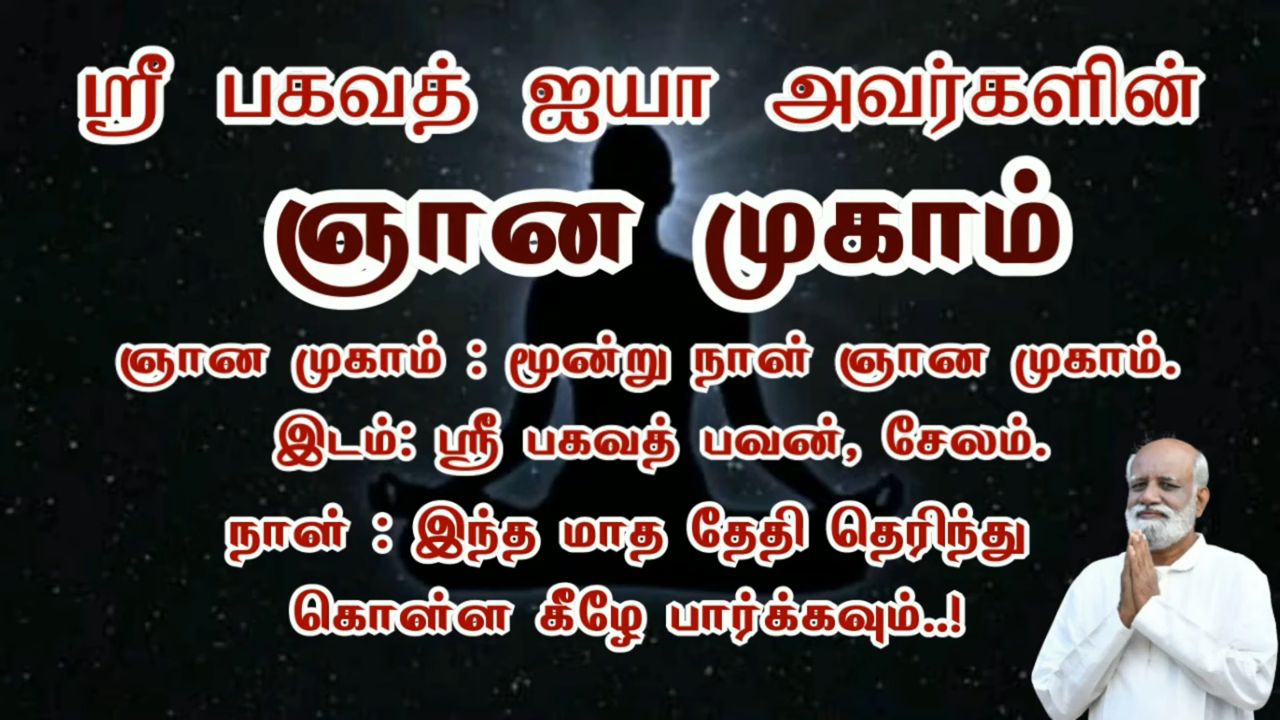 ஸ்ரீ பகவத் ஐயா அவர்களின்
ஞான முகாம்
ஞான முகாம் : மூன்று நாள் ஞான முகாம்.
இடம்: ஸ்ரீ பகவத் பவன், சேலம்.
நாள் : இந்த மாத தேதி தெரிந்து
கொள்ள கீழே பார்க்கவும்..!